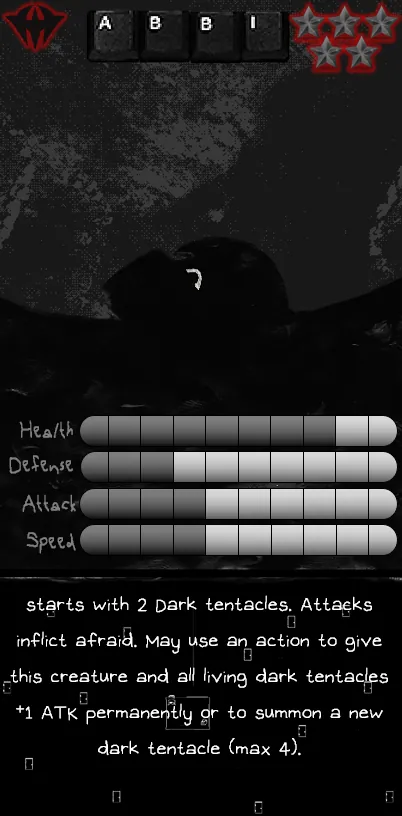 A B B I
Health
Defense
Attack
Speed
starts with 2 Dark tentacles. Attacks
inflict afraid. May use an action to give
this creature and all living dark tentacles
+1 ATK permanently or to summon a new
dark tentacle (max 4).